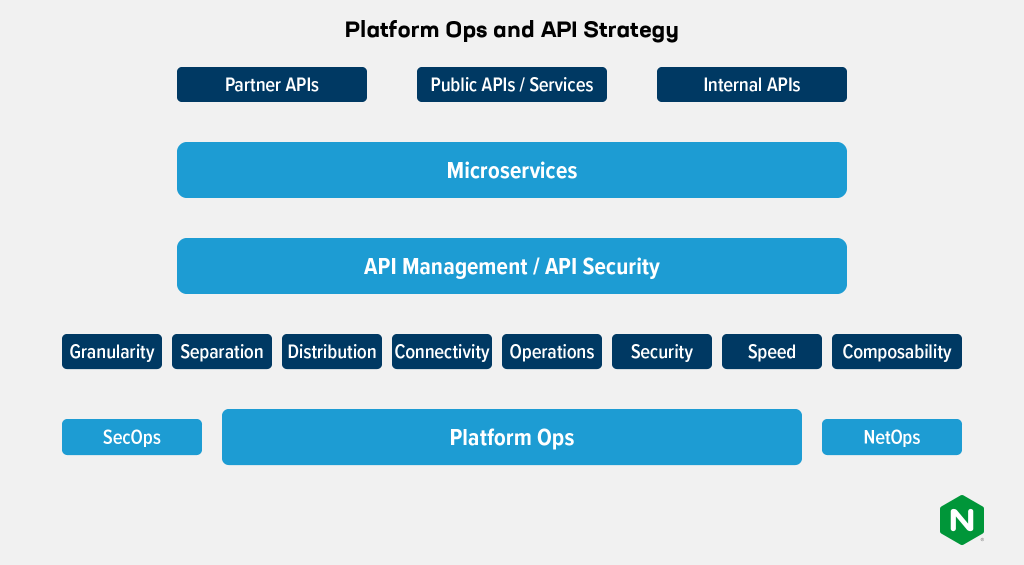 Platform Ops and API Strategy
Partner APIs
Public APIs / Services
Internal APIs
Microservices
API Management / API Security
Granularity
Separation
Distribution
Connectivity
Operations
Security
Speed
Composability
SecOps
Platform Ops
NetOps
N